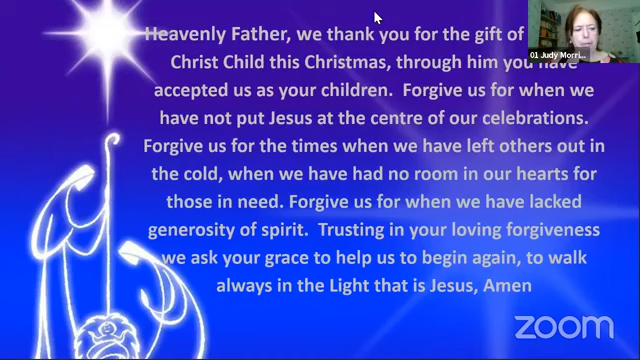 Heavenly Father, we thank you for the gift of
Christ Child this Christmas, through him you have
accepted us as your children. Forgive us for when we
have not put Jesus at the centre of our celebrations.
Forgive us for the times when we have left others out in
the cold, when we have had no room in our hearts for
those in need. Forgive us for when we have lacked
generosity of spirit. Trusting in your loving forgiveness
we ask your grace to help us to begin again, to walk
always in the Light that is Jesus, Amen
01 Judy Morri...
zoom